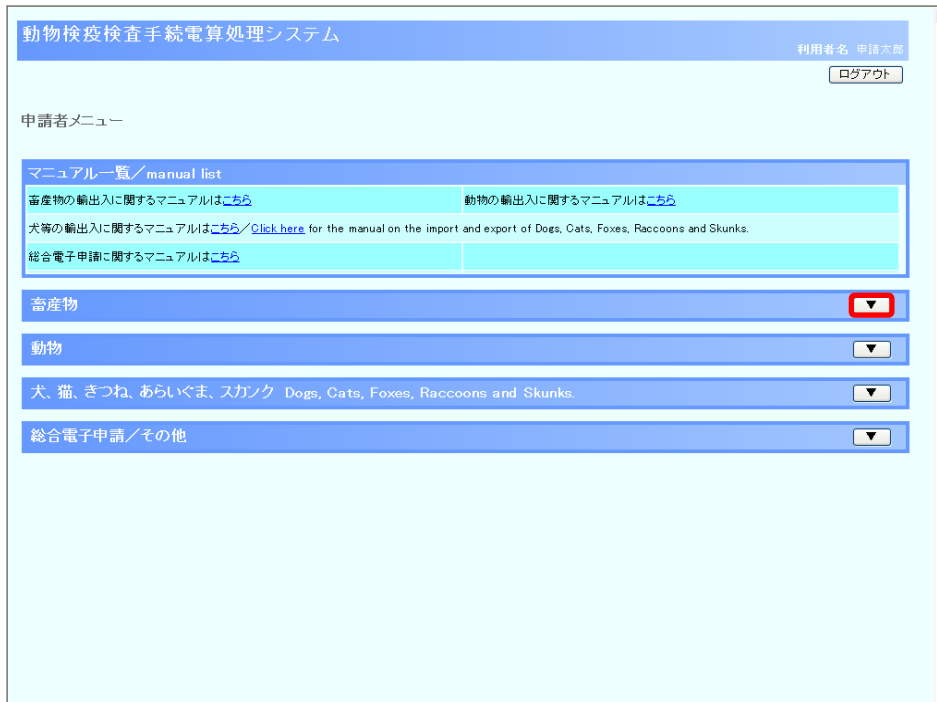 動物検疫検査手続電算処理システム
利用者名 申請太郎
ログアウト
申請者メニュー
マニュアル一覧／manual list
畜産物の輸出入に関するマニュアルはこちら 動物の輸出入に関するマニュアルはこちら
犬等の輸出入に関するマニュアルはこちら／Click here for the manual on the import and export of Dogs, Cats, Foxes, Raccoons and Skunks.
総合電子申請に関するマニュアルはこちら
畜産物 ▼
動物 ▼
犬、猫、きつね、あらいぐま、スカンク Dogs, Cats, Foxes, Raccoons and Skunks. ▼
総合電子申請／その他 ▼